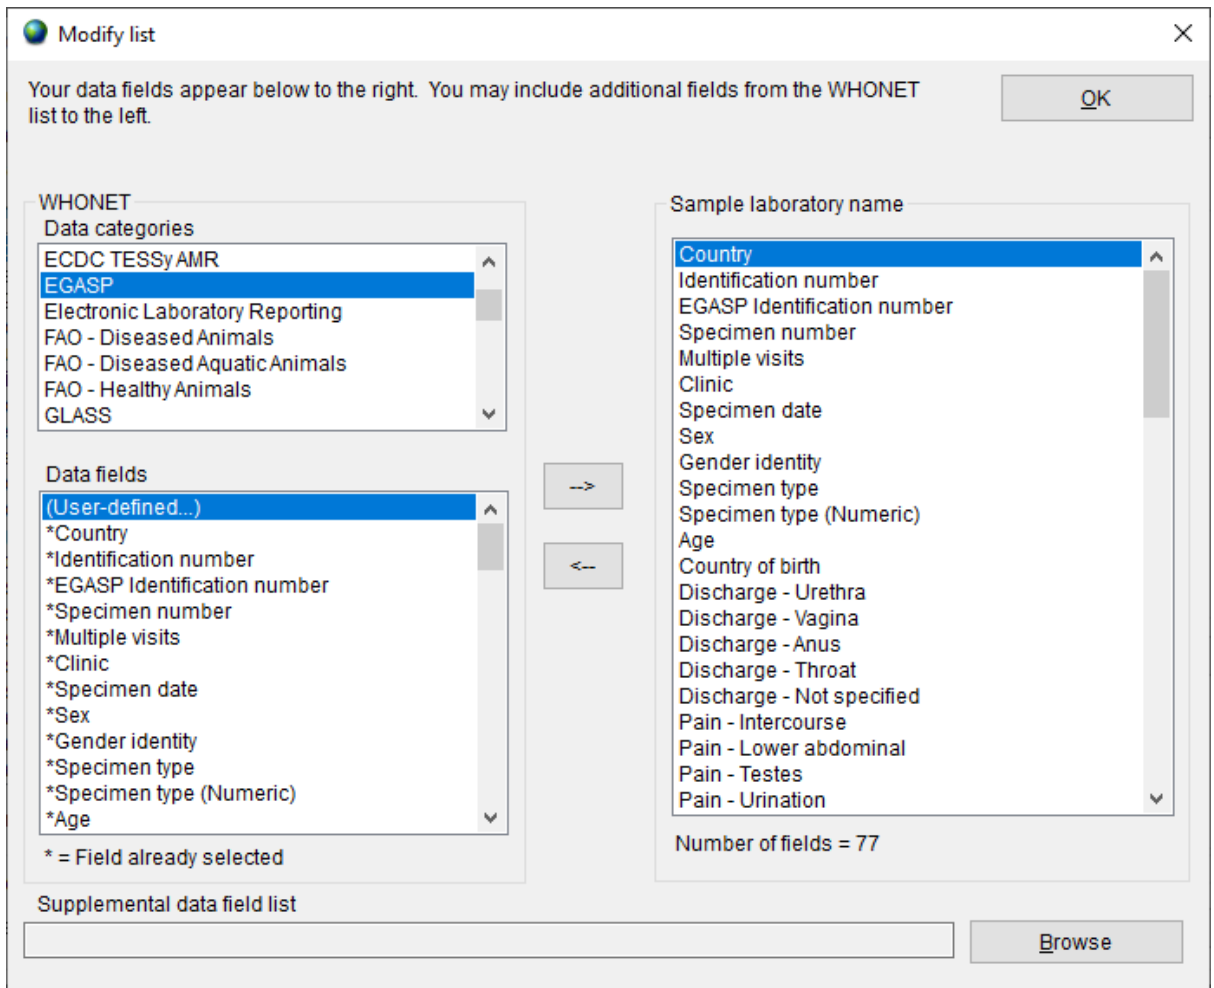 Modify list
Your data fields appear below to the right.  You may include additional fields from the WHONET
list to the left.
OK
WHONET
Data categories
ECDC TESSy AMR
EGASP
Electronic Laboratory Reporting
FAO - Diseased Animals
FAO - Diseased Aquatic Animals
FAO - Healthy Animals
GLASS
Data fields
(User-defined...)
*Country
*Identification number
*EGASP Identification number
*Specimen number
*Multiple visits
*Clinic
*Specimen date
*Sex
*Gender identity
*Specimen type
*Specimen type (Numeric)
*Age
* = Field already selected
-->
<--
Sample laboratory name
Country
Identification number
EGASP Identification number
Specimen number
Multiple visits
Clinic
Specimen date
Sex
Gender identity
Specimen type
Specimen type (Numeric)
Age
Country of birth
Discharge - Urethra
Discharge - Vagina
Discharge - Anus
Discharge - Throat
Discharge - Not specified
Pain - Intercourse
Pain - Lower abdominal
Pain - Testes
Pain - Urination
Number of fields = 77
Supplemental data field list
Browse